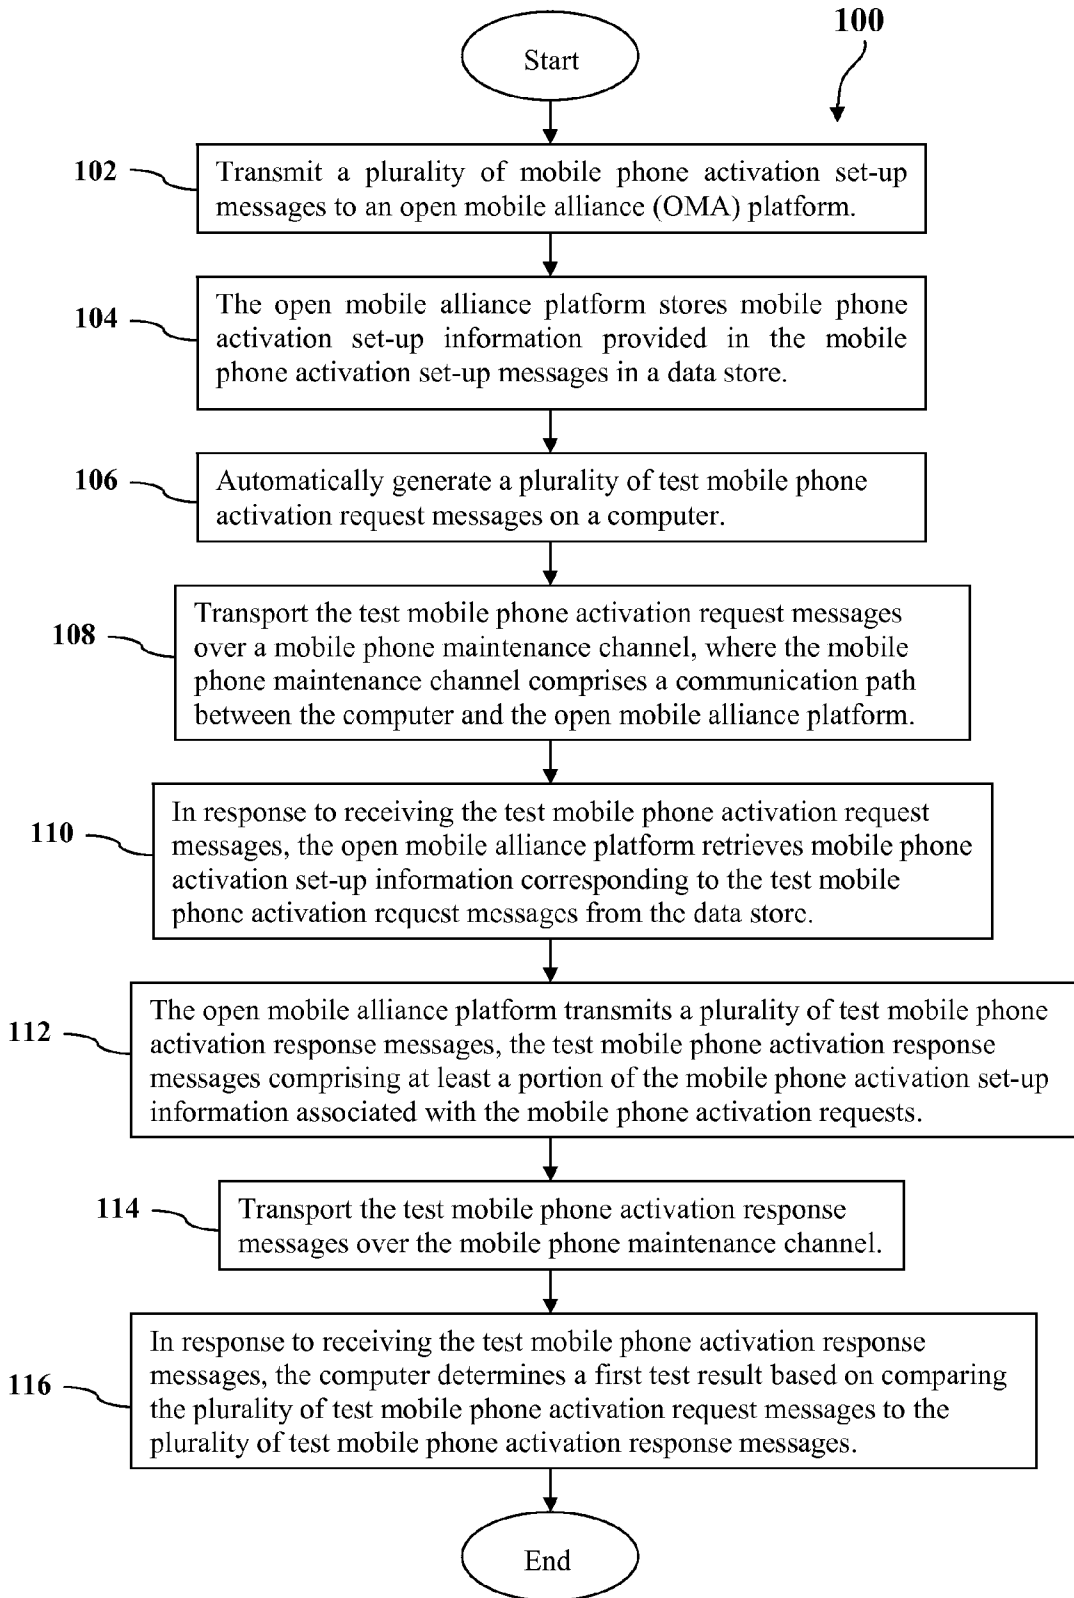 100
Start
102
Transmit a plurality of mobile phone activation set-up
messages to an open mobile alliance (OMA) platform.
104
The open mobile alliance platform stores mobile phone
activation set-up information provided in the mobile
phone activation set-up messages in a data store.
106
Automatically generate a plurality of test mobile phone
activation request messages on a computer.
108
Transport the test mobile phone activation request messages
over a mobile phone maintenance channel, where the mobile
phone maintenance channel comprises a communication path
between the computer and the open mobile alliance platform.
110
In response to receiving the test mobile phone activation request
messages, the open mobile alliance platform retrieves mobile phone
activation set-up information corresponding to the test mobile
phone activation request messages from the data store.
112
The open mobile alliance platform transmits a plurality of test mobile phone
activation response messages, the test mobile phone activation response
messages comprising at least a portion of the mobile phone activation set-up
information associated with the mobile phone activation requests.
114
Transport the test mobile phone activation response
messages over the mobile phone maintenance channel.
116
In response to receiving the test mobile phone activation response
messages, the computer determines a first test result based on comparing
the plurality of test mobile phone activation request messages to the
plurality of test mobile phone activation response messages.
End